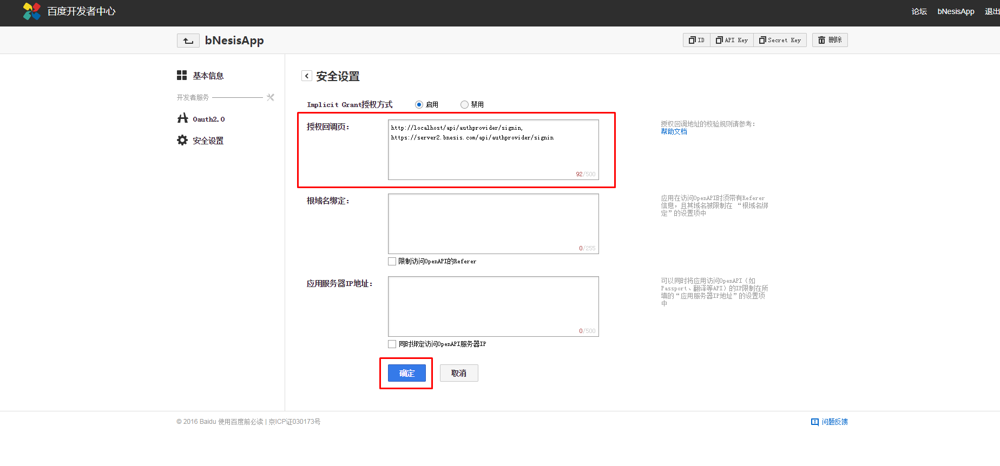 百度开发者中心
论坛 bNesisApp 退出
bNesisApp
ID API Key Secret Key 删除
基本信息
开发者服务
Oauth2.0
安全设置
安全设置
Implicit Grant授权方式 启用 禁用
授权回调页：
http://localhost/api/authprovider/signin,
https://server2.bnesis.com/api/authprovider/signin
92/500
授权回调地址的校验规则请参考：
帮助文档
根域名绑定：
0/255
限制访问OpenAPI的Referer
应用在访问OpenAPI时须带有Referer
信息，且其域名被限制在 “根域名绑
定”的设置项中
应用服务器IP地址：
0/500
同时绑定访问OpenAPI服务器IP
可以同时将应用访问OpenAPI（如
Passport、翻译等API）的IP限制在所
填的“应用服务器IP地址”的设置项
中
确定 取消
© 2016 Baidu 使用百度前必读 | 京ICP证030173号
问题反馈